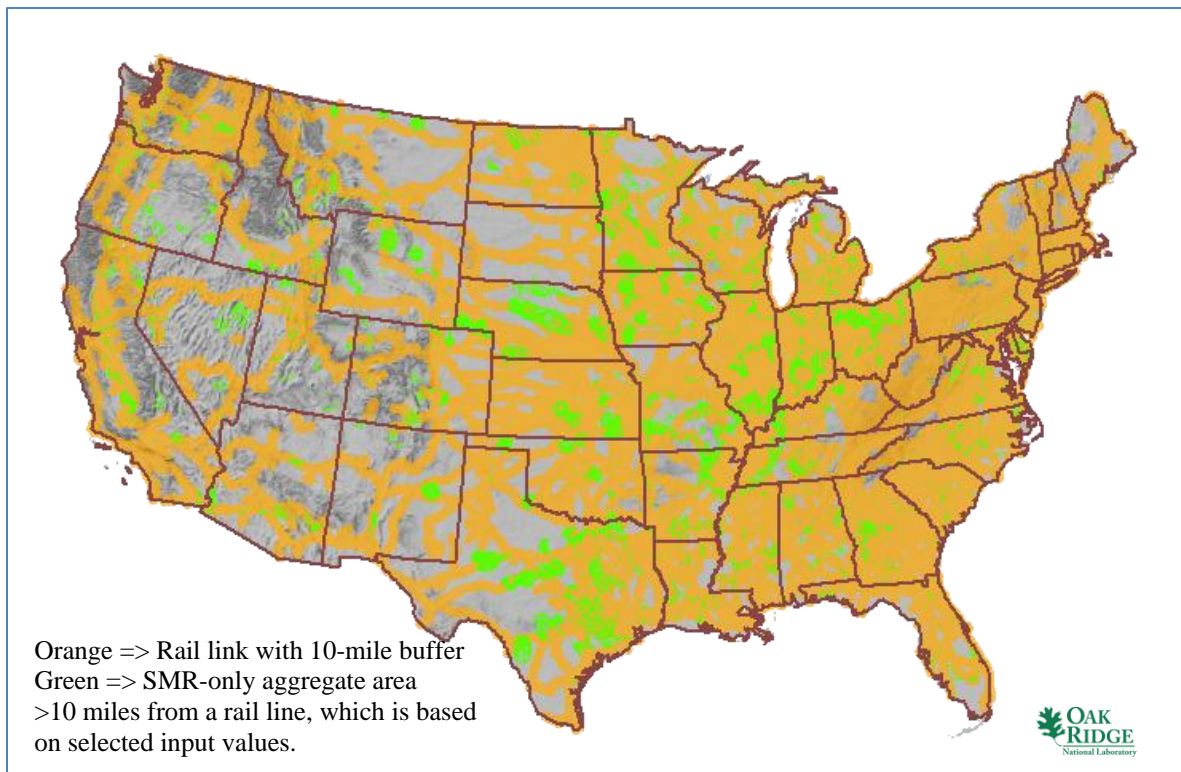 Orange => Rail link with 10-mile buffer
Green => SMR-only aggregate area
>10 miles from a rail line, which is based
on selected input values.
OAK
RIDGE
National Laboratory